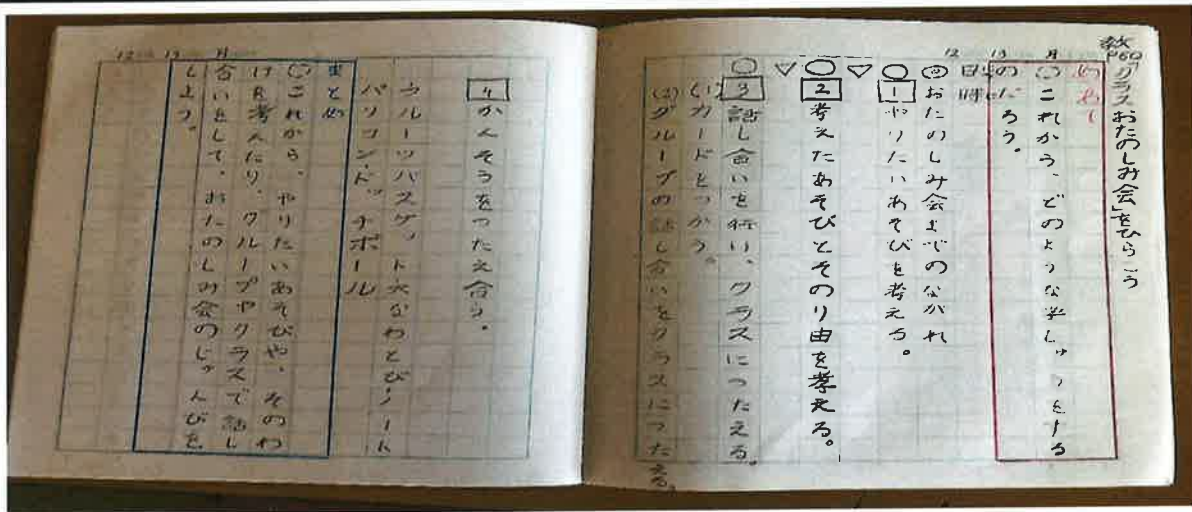 教P60
「クラスおたのしみ会」をひらこう
めあて
○これから、どのような学しゅうをする
のだろう。
12 13 月
◎おたのしみ会までのながれ
○1やりたいあそびを考える。
▽
○2考えたあそびとそのり由を考える。
▽
○3話し合いを行い、クラスにつたえる。
(1)カードとつかう。
(2)グループの話し合いをクラスにつたえる。
12 13 月
4かんそうをつたえ合う。
フルーツバスケット大なわとびノート
パソコン・ドッチボール
まとめ
○これから、やりたいあそびや、そのわ
けを考えたり、グループやクラスで話し
合いをして、おたのしみ会のじゅんびを
しよう。